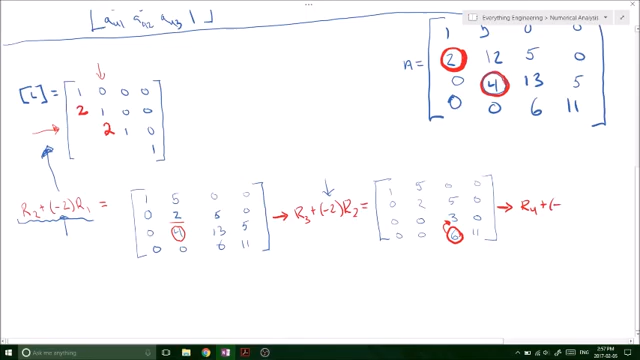 [a41 a42 a43 1]
Everything Engineering > Numerical Analysis
1 5 0 0
A = 2 12 5 0
0 4 13 5
0 0 6 11
[L] = 1 0 0 0
2 1 0 0
2 1 0
1
R2+(-2)R1 =
1 5 0 0
0 2 5 0
0 4 13 5
0 0 6 11
→ R3+(-2)R2 =
1 5 0 0
0 2 5 0
0 0 3 0
0 0 6 11
→ R4+(-
Ask me anything
2:57 PM
2017-02-05